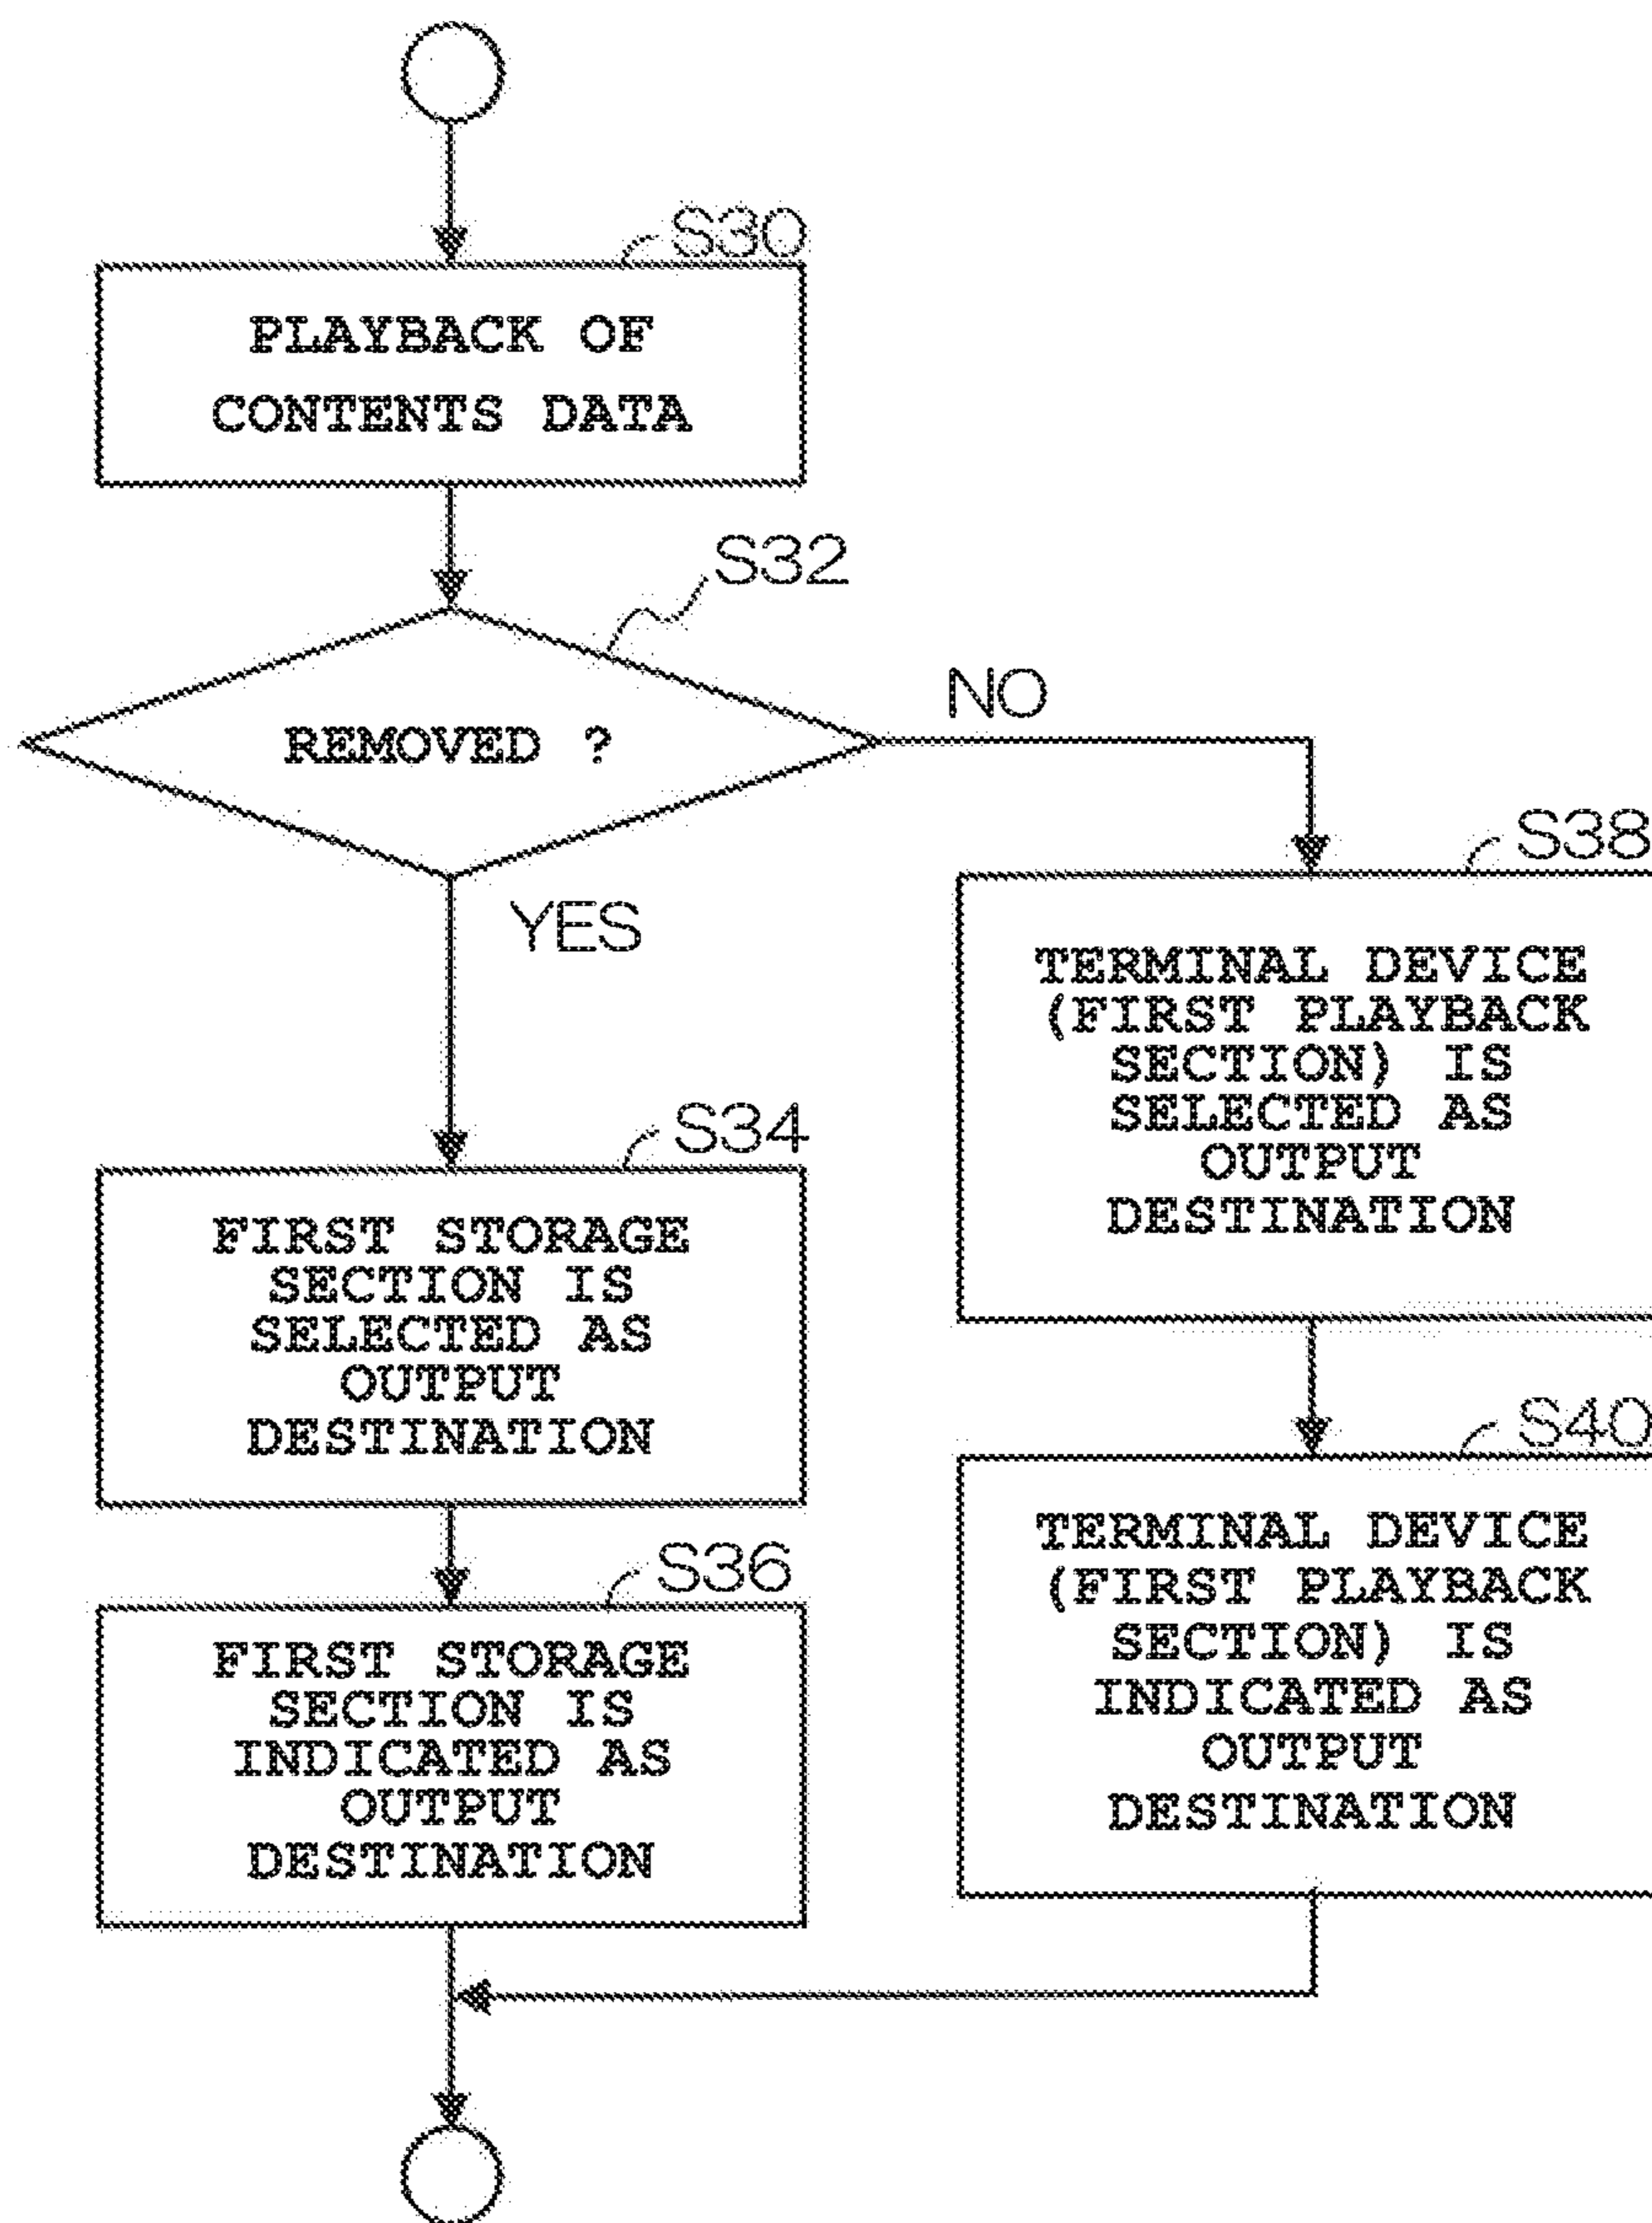 S30
PLAYBACK OF
CONTENTS DATA
S32
REMOVED ?
NO
YES
S38
TERMINAL DEVICE
(FIRST PLAYBACK
SECTION) IS
SELECTED AS
OUTPUT
DESTINATION
S34
FIRST STORAGE
SECTION IS
SELECTED AS
OUTPUT
DESTINATION
S40
TERMINAL DEVICE
(FIRST PLAYBACK
SECTION) IS
INDICATED AS
OUTPUT
DESTINATION
S36
FIRST STORAGE
SECTION IS
INDICATED AS
OUTPUT
DESTINATION